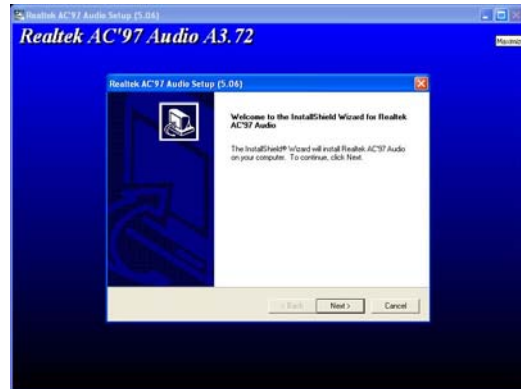 Realtek AC'97 Audio Setup (5.06)
Realtek AC'97 Audio A3.72
Realtek AC'97 Audio Setup (5.06)
Welcome to the InstallShield Wizard for Realtek
AC'97 Audio
The InstallShield® Wizard will install Realtek AC'97 Audio
on your computer. To continue, click Next.
< Back
Next >
Cancel